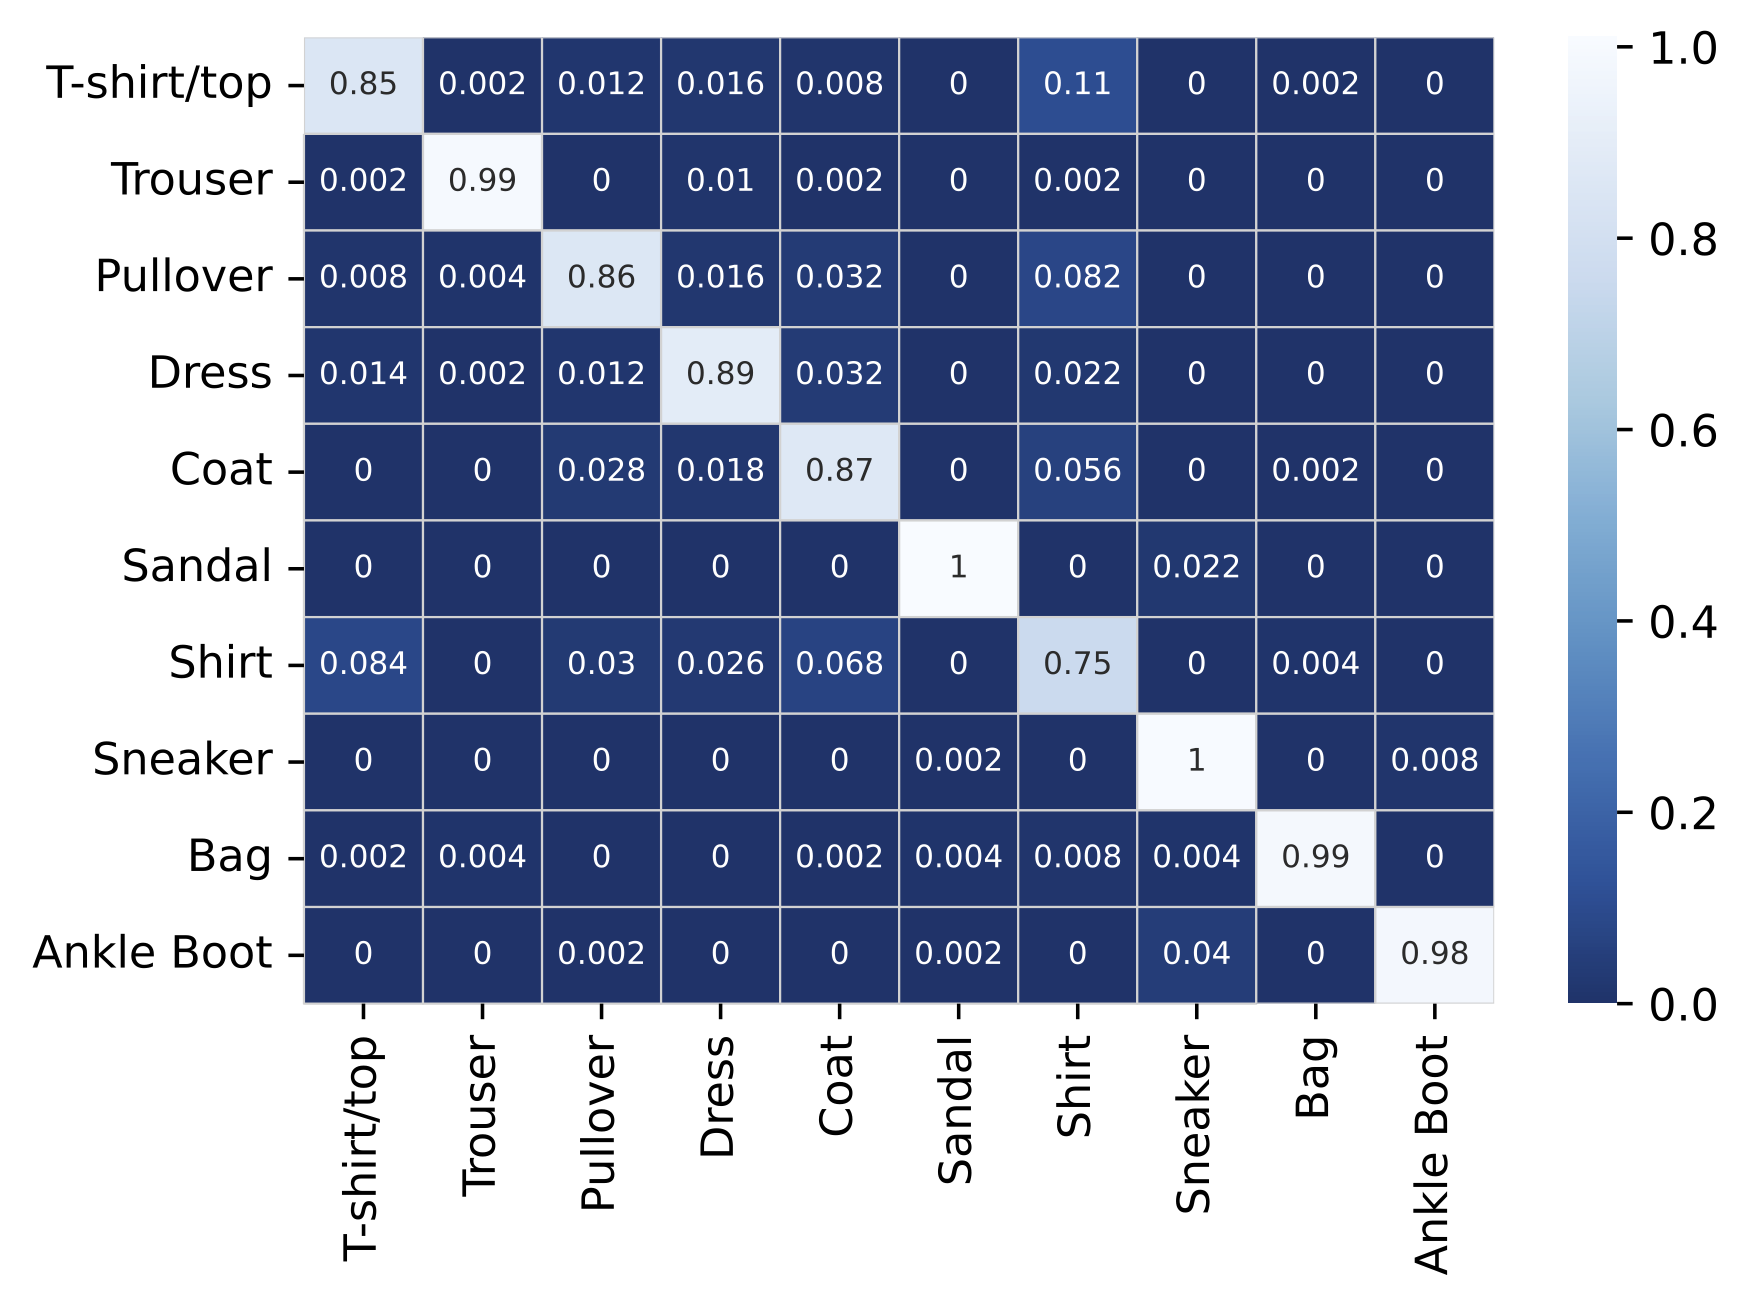 T-shirt/top 0.85 0.002 0.012 0.016 0.008 0 0.11 0 0.002 0
Trouser 0.002 0.99 0 0.01 0.002 0 0.002 0 0 0
Pullover 0.008 0.004 0.86 0.016 0.032 0 0.082 0 0 0
Dress 0.014 0.002 0.012 0.89 0.032 0 0.022 0 0 0
Coat 0 0 0.028 0.018 0.87 0 0.056 0 0.002 0
Sandal 0 0 0 0 0 1 0 0.022 0 0
Shirt 0.084 0 0.03 0.026 0.068 0 0.75 0 0.004 0
Sneaker 0 0 0 0 0 0.002 0 1 0 0.008
Bag 0.002 0.004 0 0 0.002 0.004 0.008 0.004 0.99 0
Ankle Boot 0 0 0.002 0 0 0.002 0 0.04 0 0.98
T-shirt/top
Trouser
Pullover
Dress
Coat
Sandal
Shirt
Sneaker
Bag
Ankle Boot
1.0
0.8
0.6
0.4
0.2
0.0